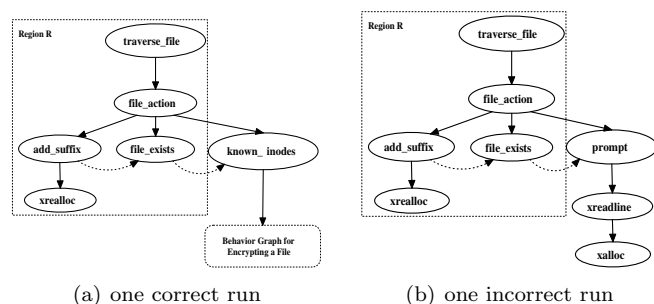 Region R
traverse_file
file_action
add_suffix
file_exists
known_ inodes
xrealloc
Behavior Graph for
Encrypting a File
(a) one correct run
Region R
traverse_file
file_action
add_suffix
file_exists
prompt
xrealloc
xreadline
xalloc
(b) one incorrect run